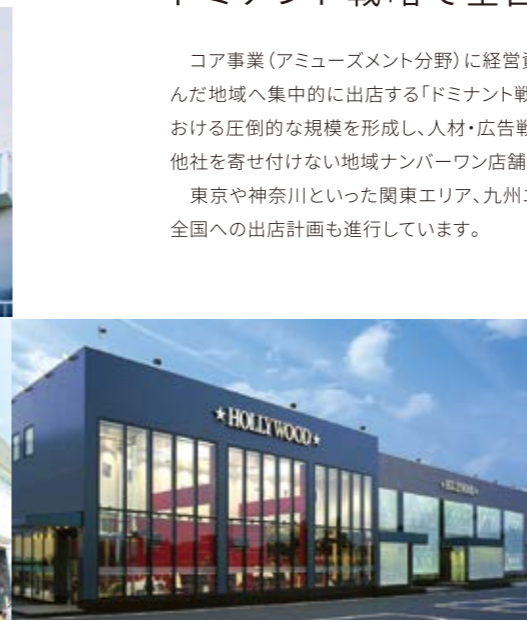 ドミナント戦略で全国
コア事業（アミューズメント分野）に経営資
んだ地域へ集中的に出店する「ドミナント戦
おける圧倒的な規模を形成し、人材・広告戦
他社を寄せ付けない地域ナンバーワン店舗
東京や神奈川といった関東エリア、九州エ
全国への出店計画も進行しています。
★HOLLYWOOD★